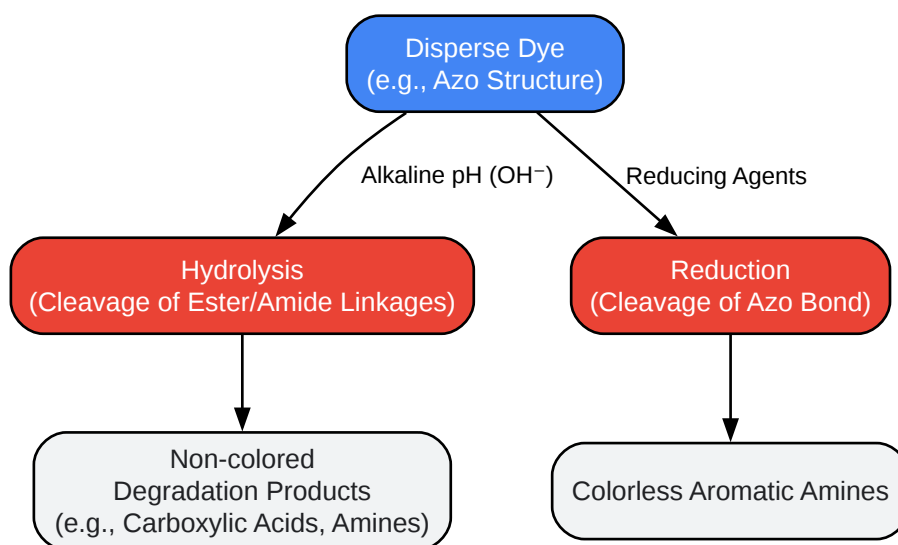 Disperse Dye
(e.g., Azo Structure)
Alkaline pH (OH⁻)
Reducing Agents
Hydrolysis
(Cleavage of Ester/Amide Linkages)
Reduction
(Cleavage of Azo Bond)
Non-colored
Degradation Products
(e.g., Carboxylic Acids, Amines)
Colorless Aromatic Amines